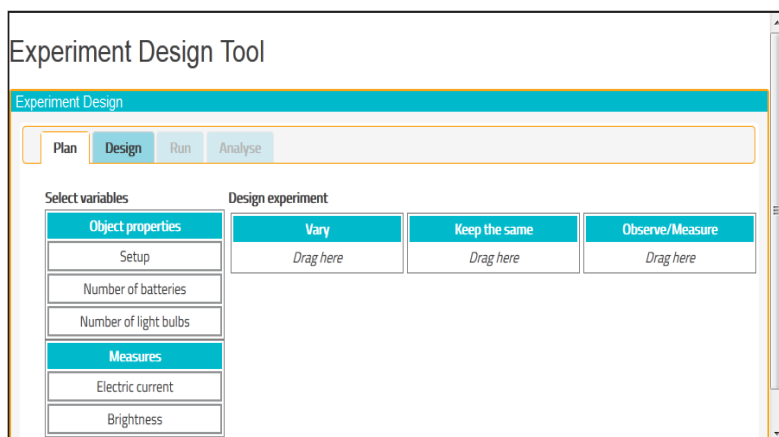 Experiment Design Tool
Experiment Design
Plan Design Run Analyse
Select variables Design experiment
Object properties Vary Keep the same Observe/Measure
Setup Drag here Drag here Drag here
Number of batteries
Number of light bulbs
Measures
Electric current
Brightness